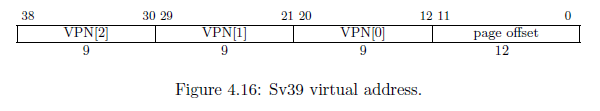 38 30 29 21 20 12 11 0
VPN[2] VPN[1] VPN[0] page offset
9 9 9 12
Figure 4.16: Sv39 virtual address.